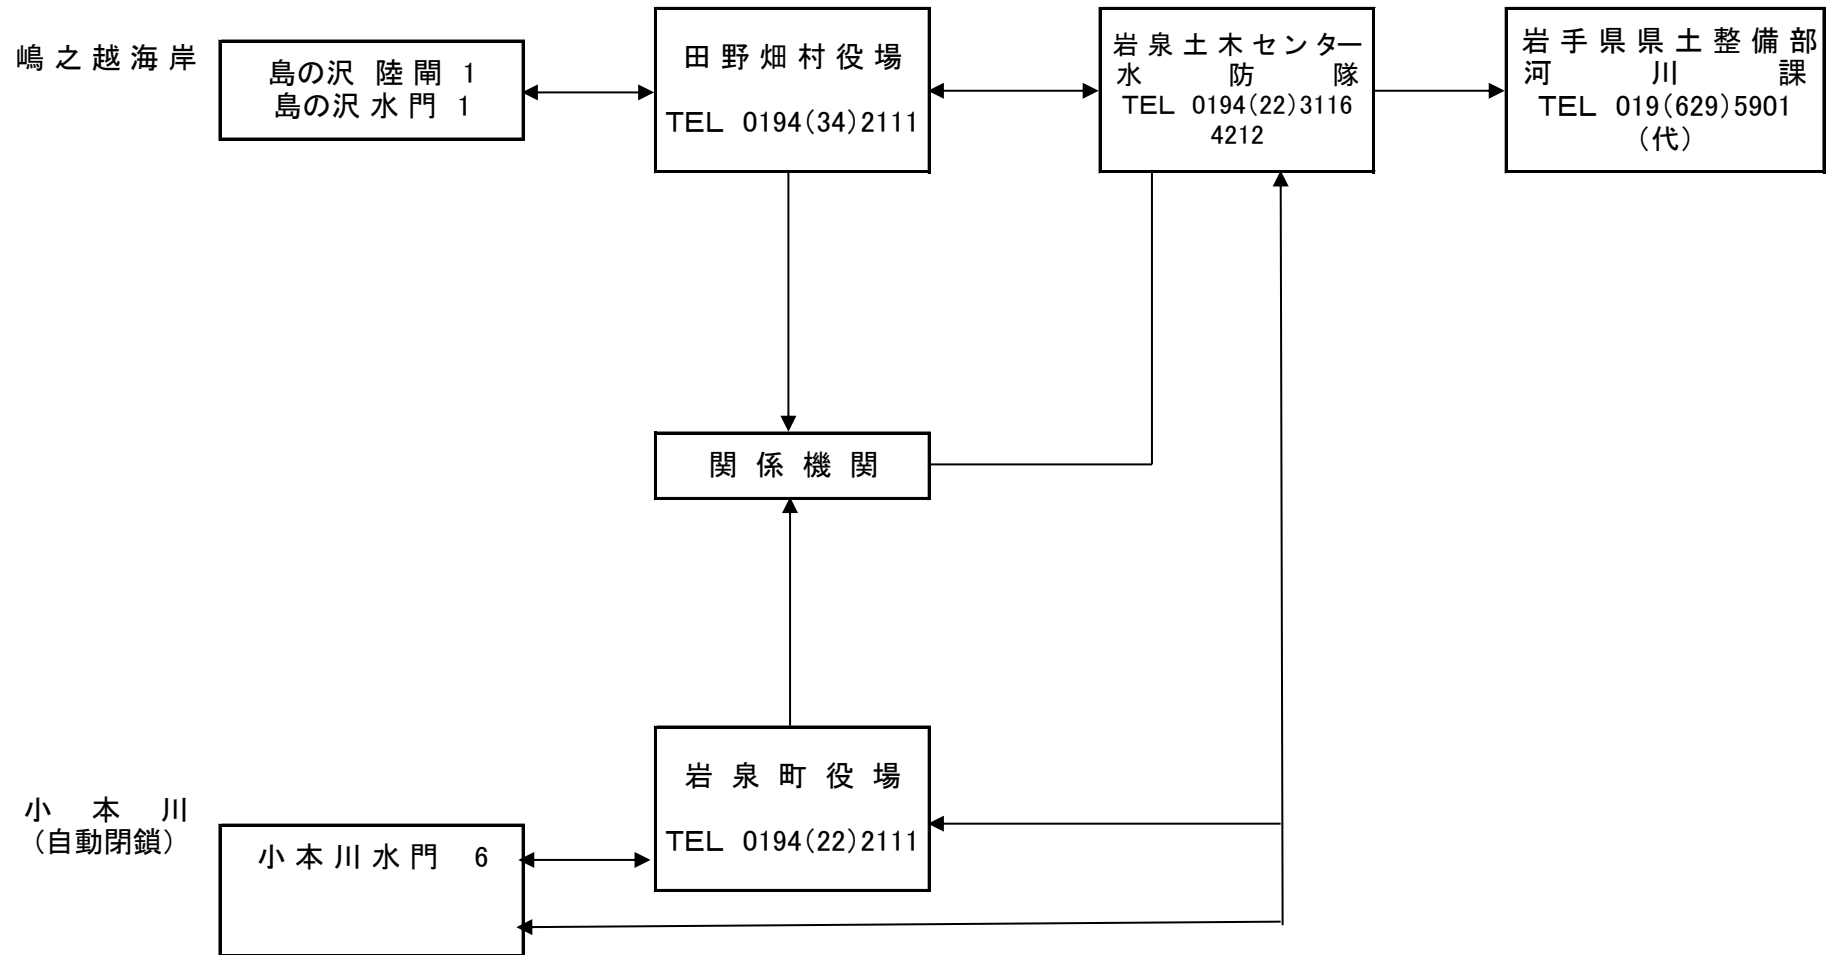 嶋之越海岸
島の沢 陸閘 1
島の沢水門 1
田野畑村役場
TEL 0194(34)2111
岩泉土木センター
水防隊
TEL 0194(22)3116
4212
岩手県県土整備部
河川課
TEL 019(629)5901
(代)
関係機関
小本川
(自動閉鎖)
小本川水門 6
岩泉町役場
TEL 0194(22)2111